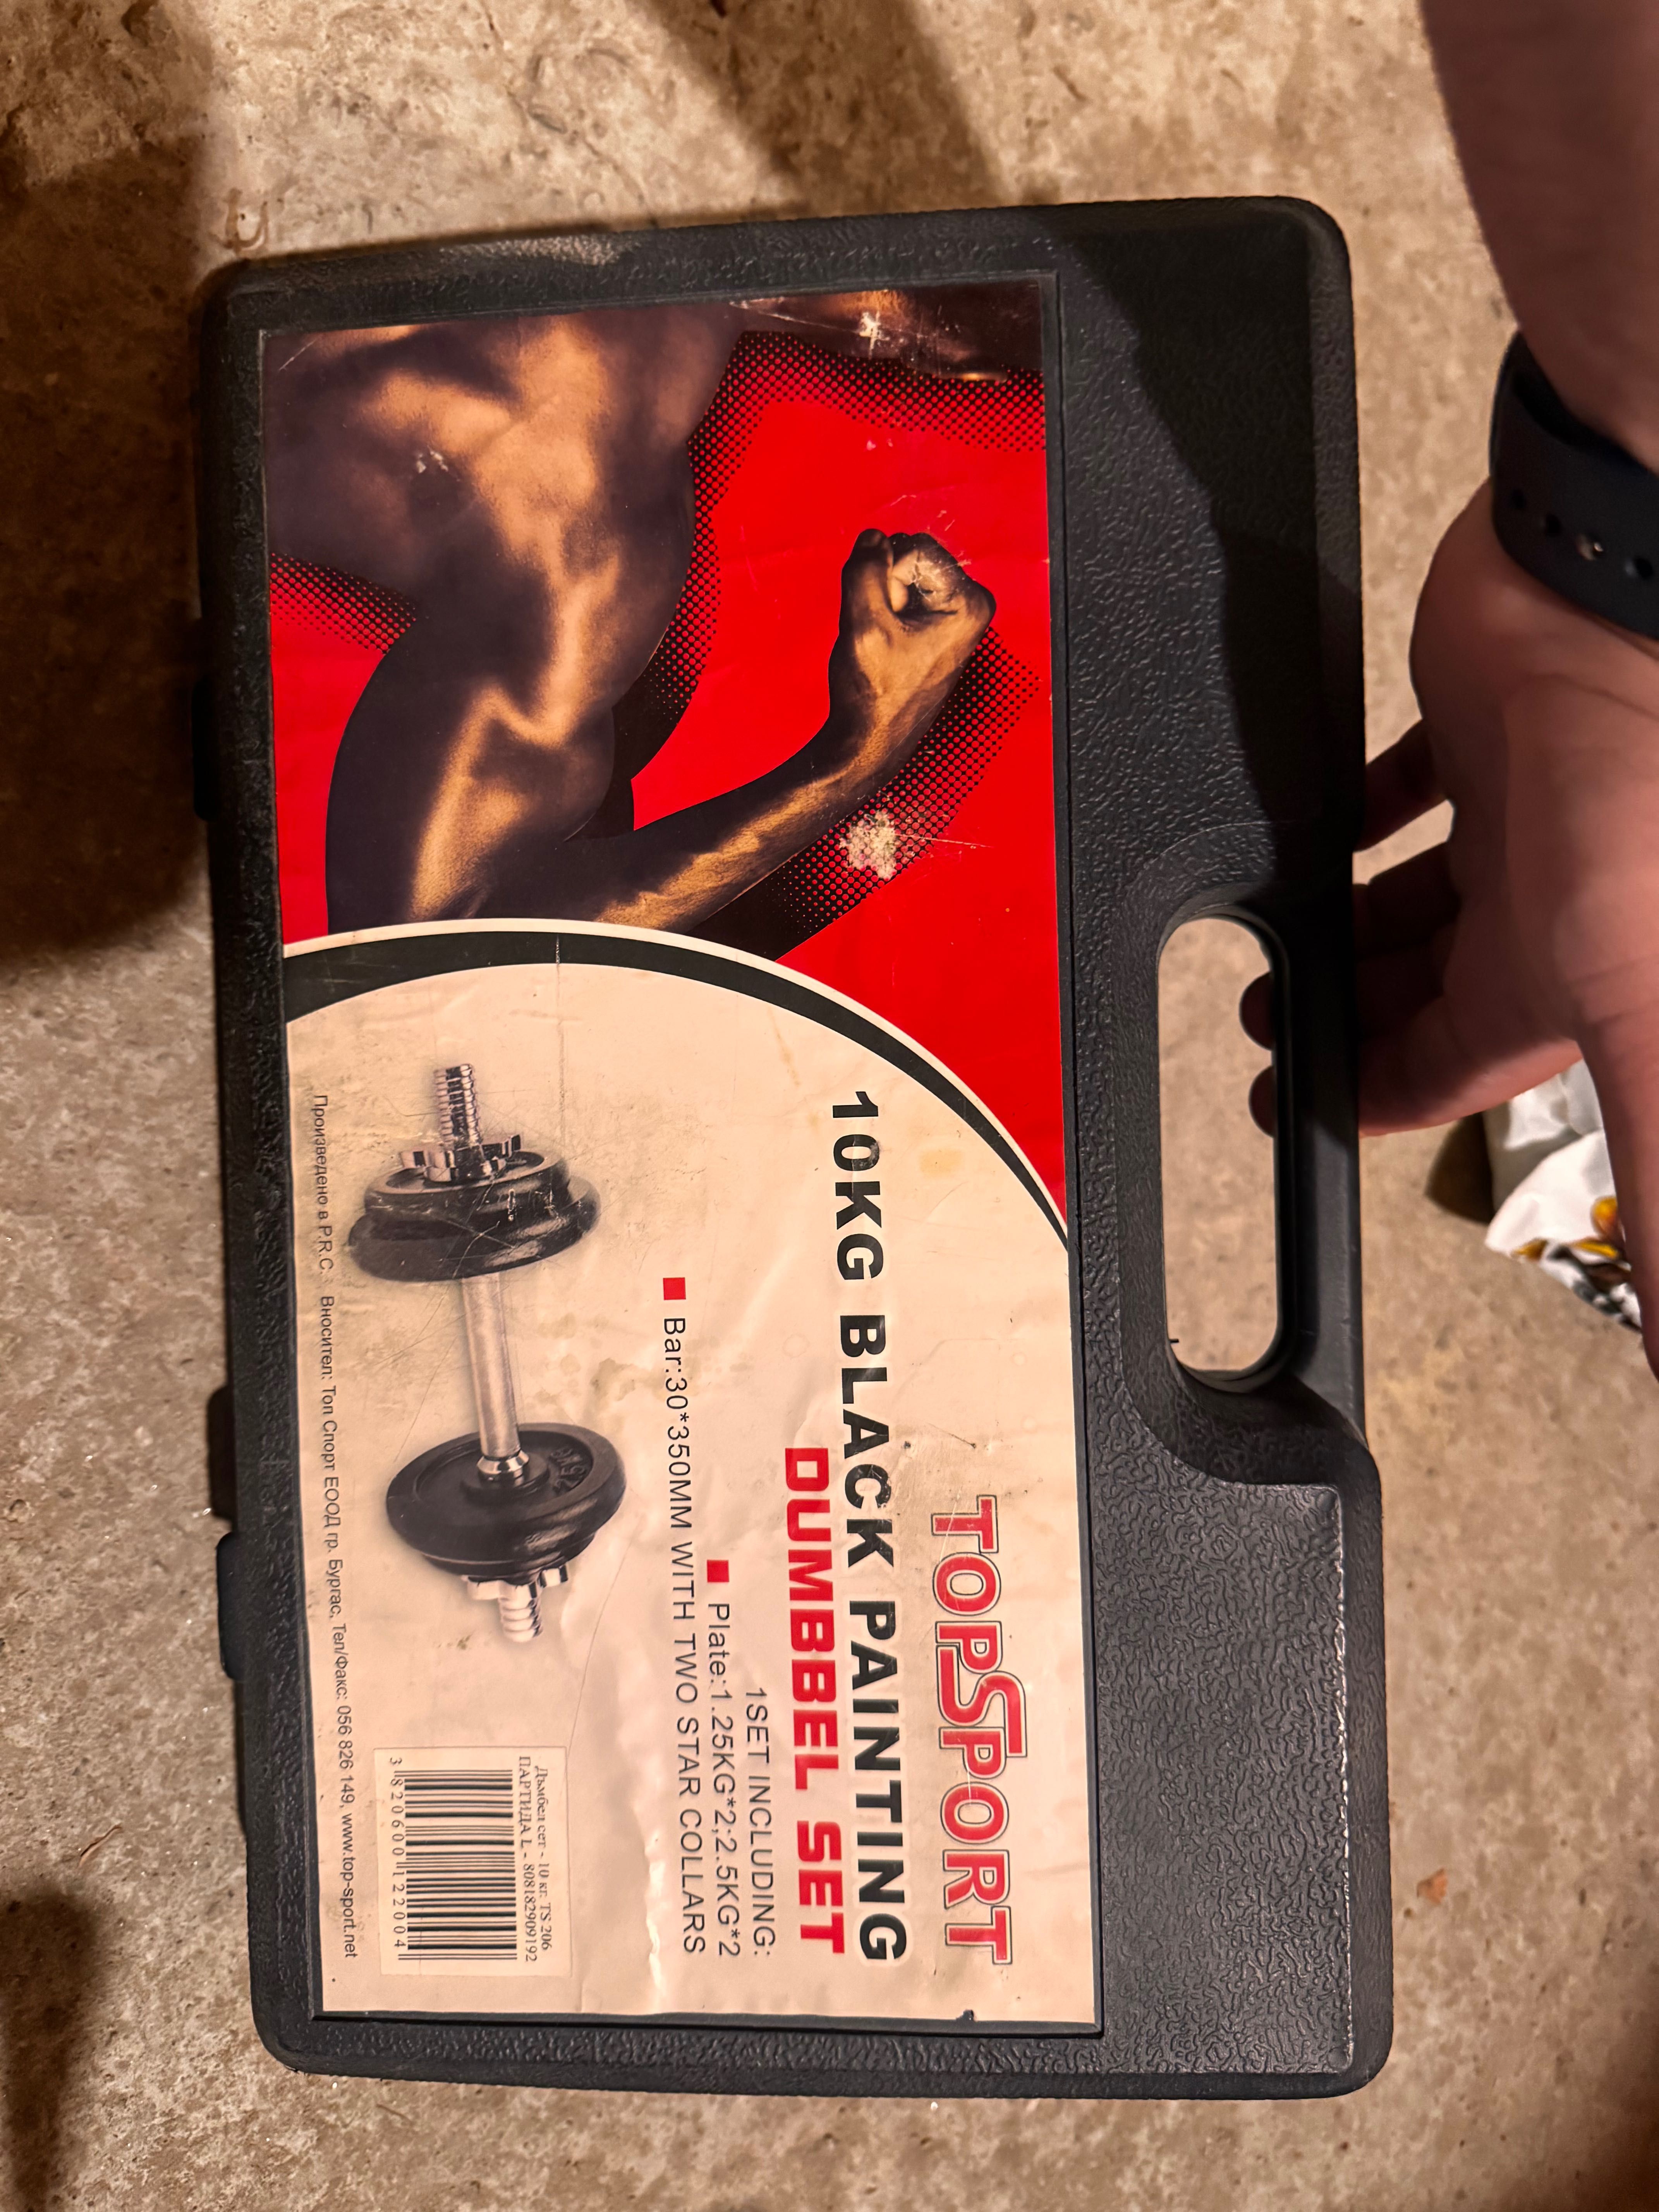 TOPSPORT
10KG BLACK PAINTING
DUMBBEL SET
1SET INCLUDING:
Plate:1.25KG*2;2.5KG*2
Bar:30*350MM WITH TWO STAR COLLARS
Дъмбел сет - 10 кг. TS 206
ПАРТИДА L - 808182909192
3 820600 122004
Произведено в P.R.C. Вносител: Топ Спорт ЕООД гр. Бургас, Тел/Факс: 056 826 149, www.top-sport.net